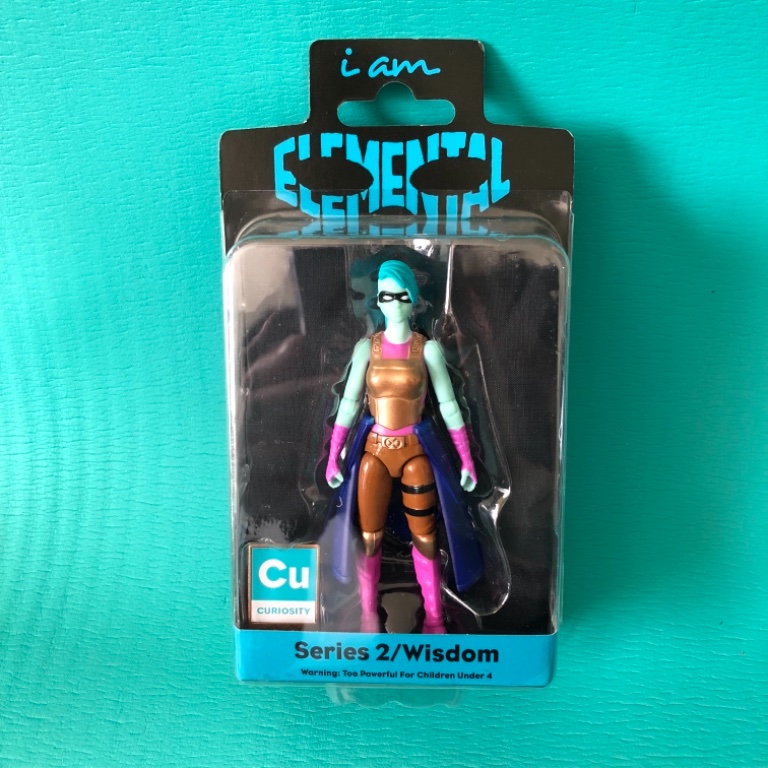 i am
ELEMENTAL
Cu
CURIOSITY
Series 2/Wisdom
Warning: Too Powerful For Children Under 4